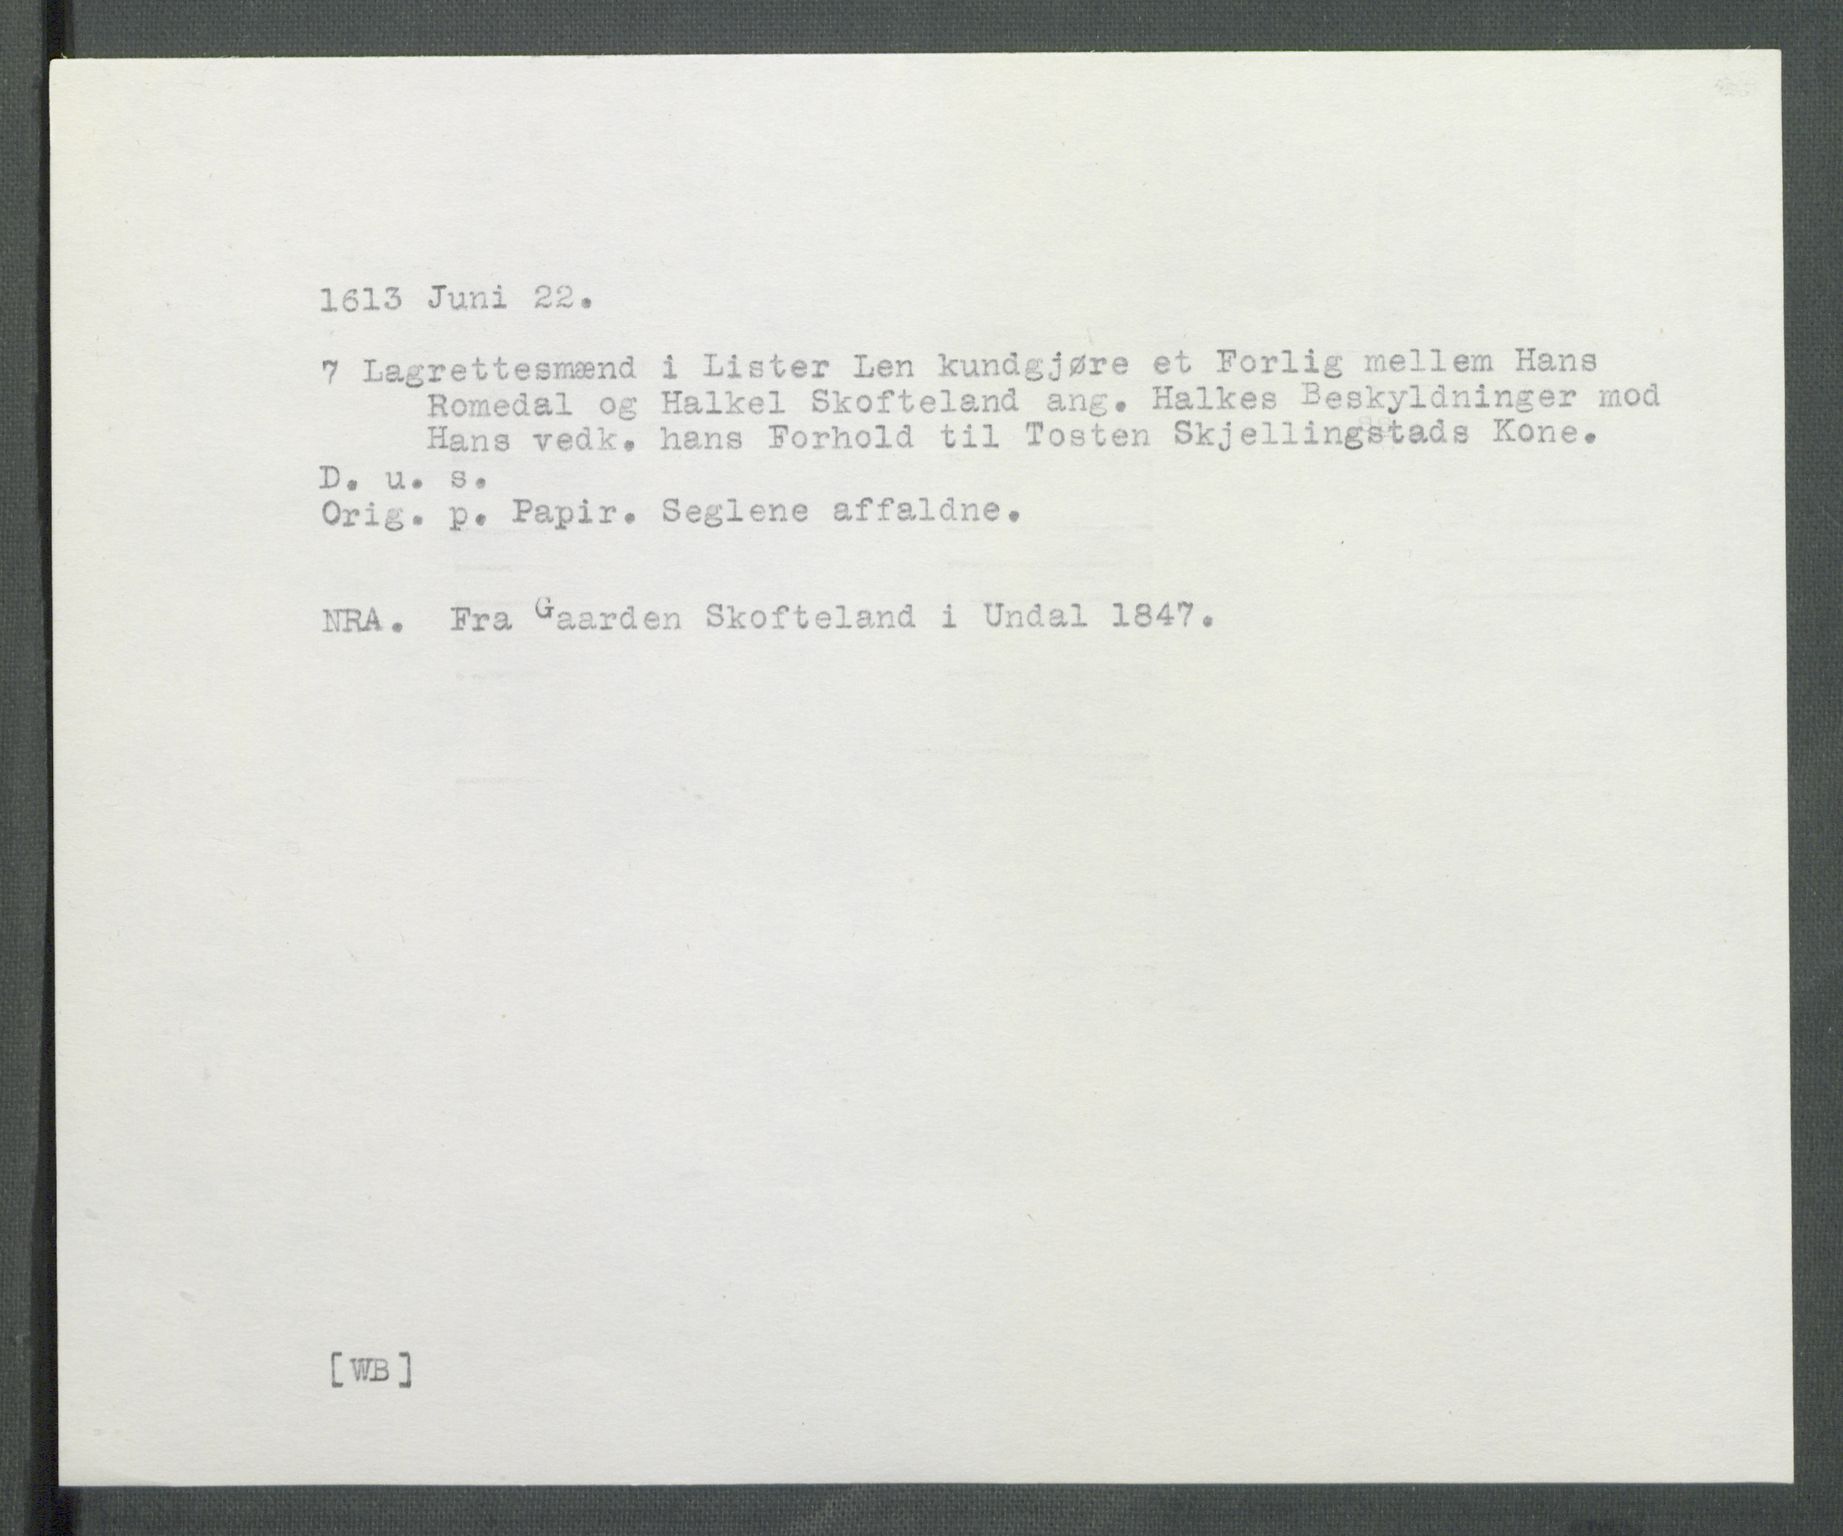 1613 Juni 22.
7 Lagrettesmænd i Lister Len kundgjøre et Forlig mellem Hans
Romedal og Halkel Skofteland ang. Halkes Beskyldninger mod
Hans vedk. hans Forhold til Tosten Skjellingstads Kone.
D. u. s.
Orig. p. Papir. Seglene affaldne.
NRA. Fra Gaarden Skofteland i Undal 1847.
[WB]